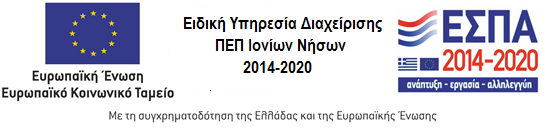 Ευρωπαϊκή Ένωση
Ευρωπαϊκό Κοινωνικό Ταμείο
Ειδική Υπηρεσία Διαχείρισης
ΠΕΠ Ιονίων Νήσων
2014-2020
ΕΣΠΑ
2014-2020
ανάπτυξη - εργασία - αλληλεγγύη
Με τη συγχρηματοδότηση της Ελλάδας και της Ευρωπαϊκής Ένωσης